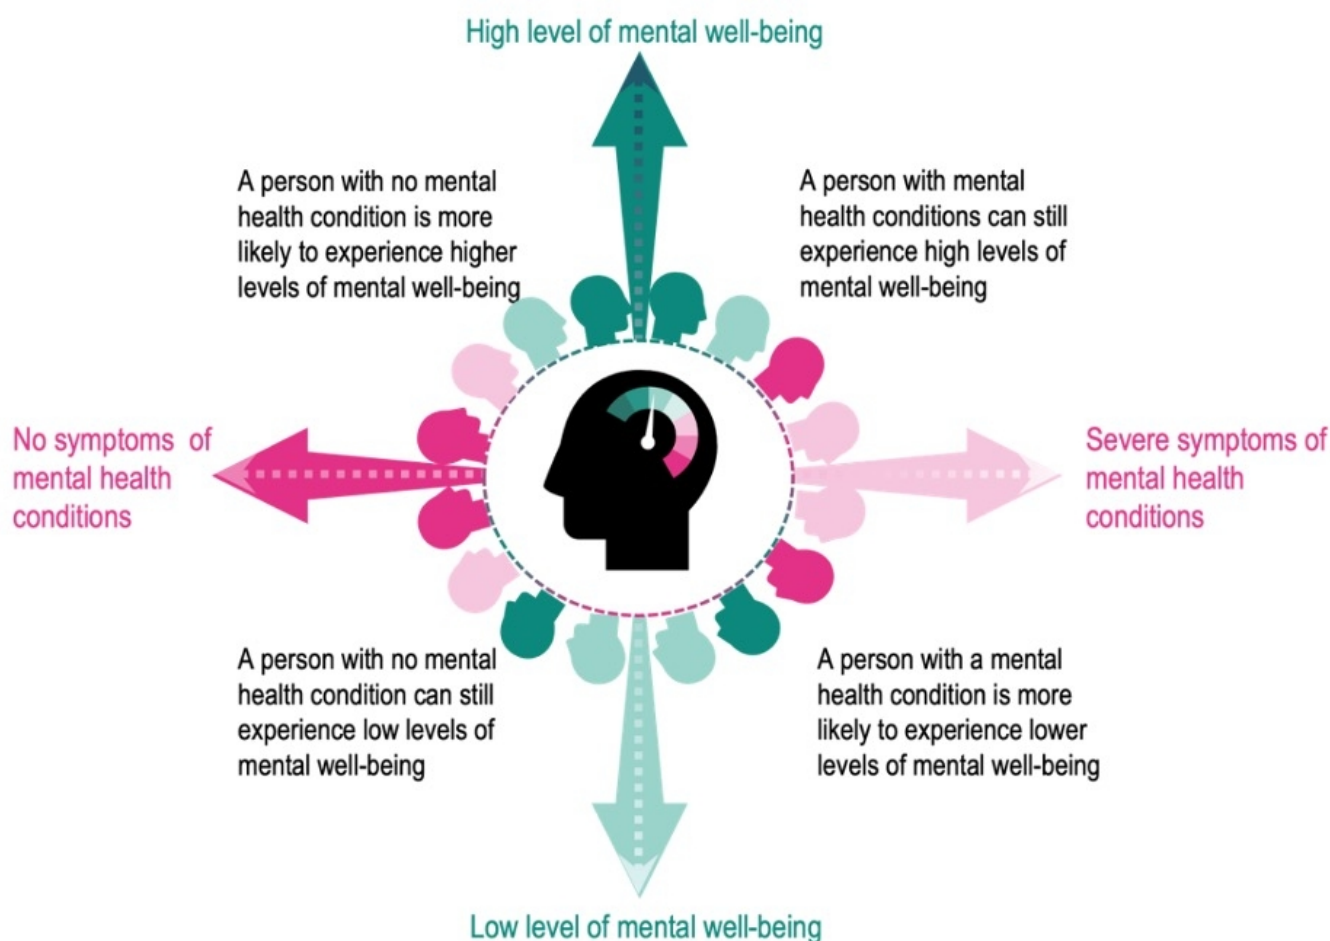 High level of mental well-being
A person with no mental
health condition is more
likely to experience higher
levels of mental well-being
A person with mental
health conditions can still
experience high levels of
mental well-being
No symptoms of
mental health
conditions
Severe symptoms of
mental health
conditions
A person with no mental
health condition can still
experience low levels of
mental well-being
A person with a mental
health condition is more
likely to experience lower
levels of mental well-being
Low level of mental well-being